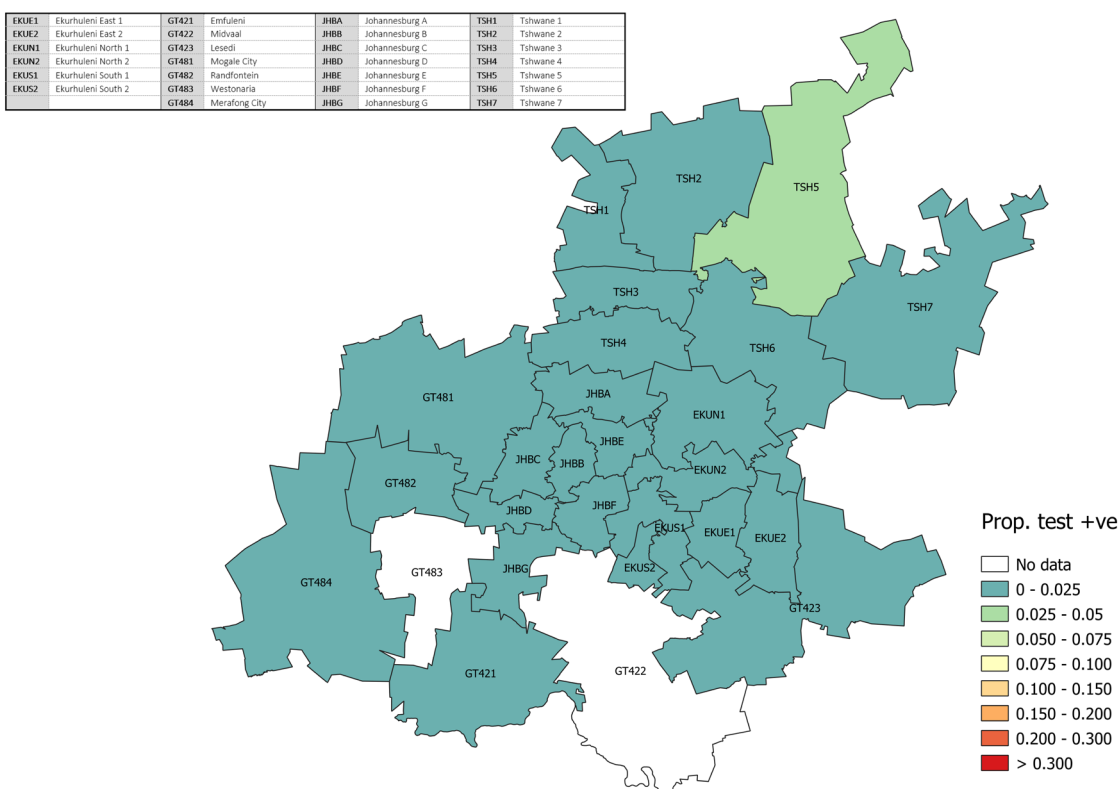 EKUE1 Ekurhuleni East 1 GT421 Emfuleni JHBA Johannesburg A TSH1 Tshwane 1
EKUE2 Ekurhuleni East 2 GT422 Midvaal JHBB Johannesburg B TSH2 Tshwane 2
EKUN1 Ekurhuleni North 1 GT423 Lesedi JHBC Johannesburg C TSH3 Tshwane 3
EKUN2 Ekurhuleni North 2 GT481 Mogale City JHBD Johannesburg D TSH4 Tshwane 4
EKUS1 Ekurhuleni South 1 GT482 Randfontein JHBE Johannesburg E TSH5 Tshwane 5
EKUS2 Ekurhuleni South 2 GT483 Westonaria JHBF Johannesburg F TSH6 Tshwane 6
GT484 Merafong City JHBG Johannesburg G TSH7 Tshwane 7
TSH2
TSH5
TSH1
TSH3
TSH7
TSH4
TSH6
JHBA
GT481
EKUN1
JHBE
JHBC
JHBB
EKUN2
GT482
JHBD
JHBF
EKUS1
EKUE1
EKUE2
JHBG
EKUS2
GT483
GT484
GT423
GT421
GT422
Prop. test +ve
No data
0 - 0.025
0.025 - 0.05
0.050 - 0.075
0.075 - 0.100
0.100 - 0.150
0.150 - 0.200
0.200 - 0.300
> 0.300